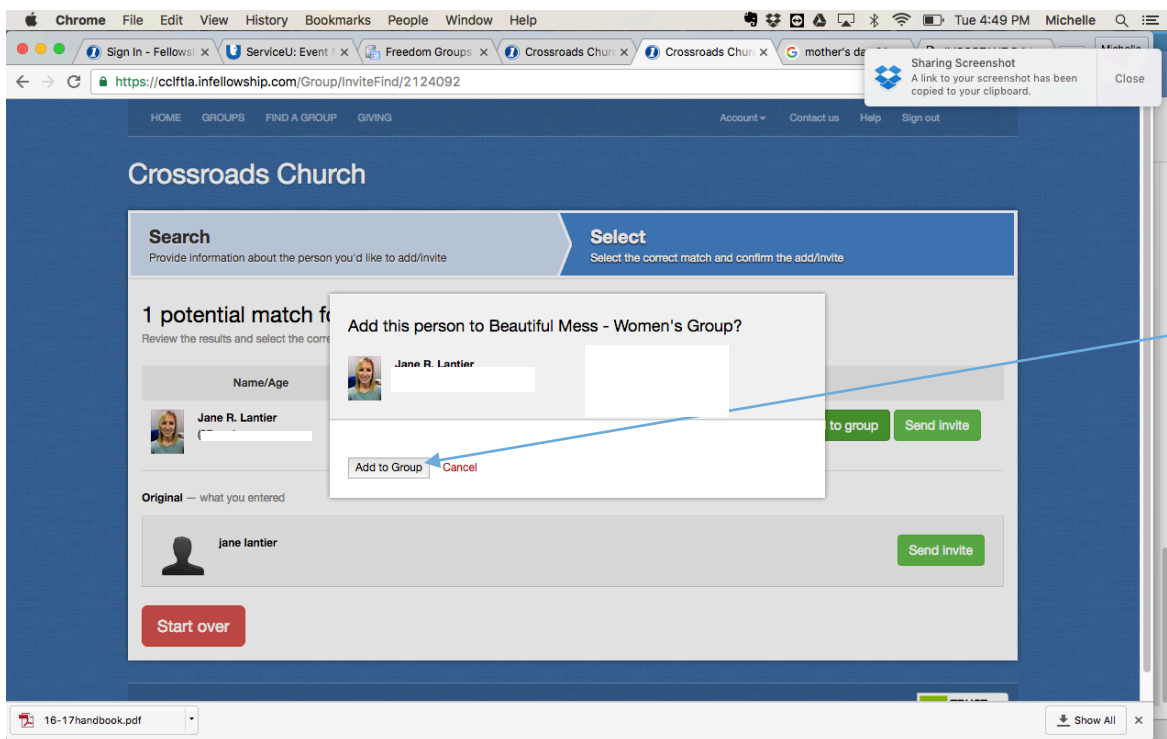 Chrome File Edit View History Bookmarks People Window Help Tue 4:49 PM Michelle
Sign In - Fellows ServiceU: Event Freedom Groups Crossroads Churc Crossroads Churc mother's da
Sharing Screenshot
A link to your screenshot has been
copied to your clipboard.
Close
https://cclftla.infellowship.com/Group/InviteFind/2124092
HOME GROUPS FIND A GROUP GIVING Account Contact us Help Sign out
Crossroads Church
Search
Provide information about the person you'd like to add/invite
Select
Select the correct match and confirm the add/invite
1 potential match fo
Review the results and select the corre
Add this person to Beautiful Mess - Women's Group?
Jane R. Lantier
Name/Age
Jane R. Lantier
to group Send invite
Add to Group Cancel
Original — what you entered
jane lantier
Send invite
Start over
16-17handbook.pdf
Show All